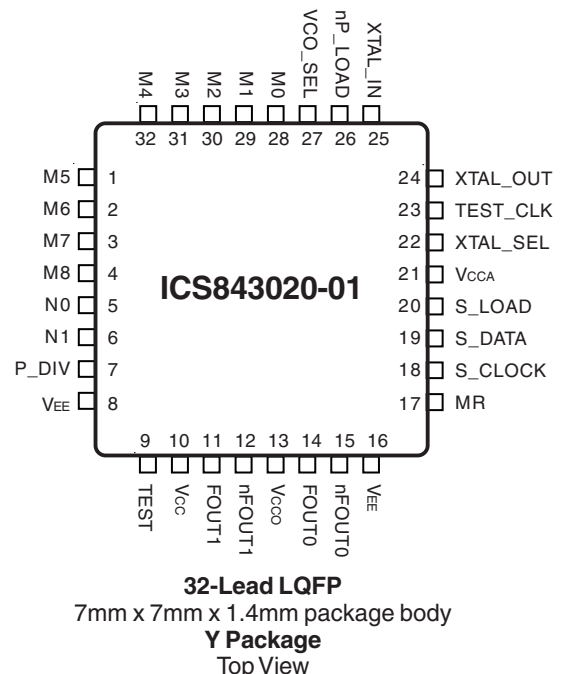 M4 M3 M2 M1 M0 VCO_SEL nP_LOAD XTAL_IN
32 31 30 29 28 27 26 25
M5 1 24 XTAL_OUT
M6 2 23 TEST_CLK
M7 3 22 XTAL_SEL
M8 4 21 VCCA
ICS843020-01
N0 5 20 S_LOAD
N1 6 19 S_DATA
P_DIV 7 18 S_CLOCK
VEE 8 17 MR
9 10 11 12 13 14 15 16
TEST VCC FOUT1 nFOUT1 VCCO FOUT0 nFOUT0 VEE
32-Lead LQFP
7mm x 7mm x 1.4mm package body
Y Package
Top View